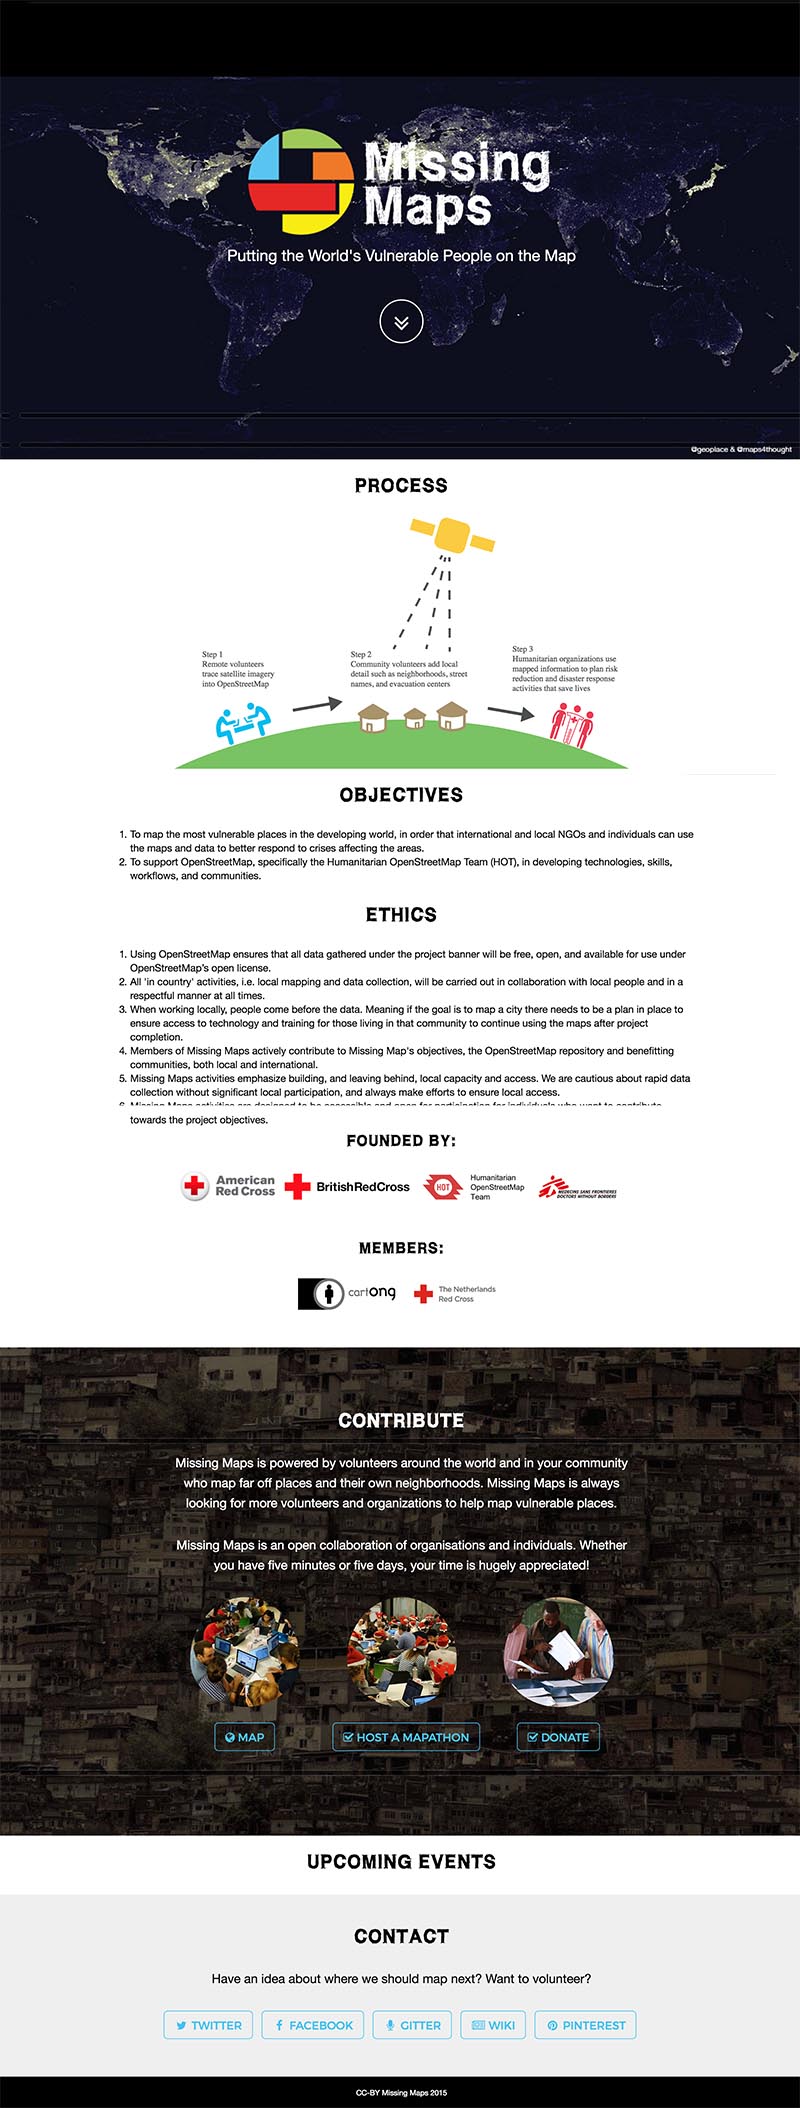 Missing
Maps
Putting the World's Vulnerable People on the Map
@geoplace & @maps4thought
PROCESS
Step 1
Remote volunteers
trace satellite imagery
into OpenStreetMap
Step 2
Community volunteers add local
detail such as neighborhoods, street
names, and evacuation centers
Step 3
Humanitarian organizations use
mapped information to plan risk
reduction and disaster response
activities that save lives
OBJECTIVES
1. To map the most vulnerable places in the developing world, in order that international and local NGOs and individuals can use
the maps and data to better respond to crises affecting the areas.
2. To support OpenStreetMap, specifically the Humanitarian OpenStreetMap Team (HOT), in developing technologies, skills,
workflows, and communities.
ETHICS
1. Using OpenStreetMap ensures that all data gathered under the project banner will be free, open, and available for use under
OpenStreetMap's open license.
2. All 'in country' activities, i.e. local mapping and data collection, will be carried out in collaboration with local people and in a
respectful manner at all times.
3. When working locally, people come before the data. Meaning if the goal is to map a city there needs to be a plan in place to
ensure access to technology and training for those living in that community to continue using the maps after project
completion.
4. Members of Missing Maps actively contribute to Missing Map's objectives, the OpenStreetMap repository and benefitting
communities, both local and international.
5. Missing Maps activities emphasize building, and leaving behind, local capacity and access. We are cautious about rapid data
collection without significant local participation, and always make efforts to ensure local access.
6. Missing Maps activities are designed to be accessible and open for participation for individuals who want to contribute
towards the project objectives.
FOUNDED BY:
American
Red Cross
BritishRedCross
HOT
Humanitarian
OpenStreetMap
Team
MEDECINS SANS FRONTIERES
DOCTORS WITHOUT BORDERS
MEMBERS:
cartONG
The Netherlands
Red Cross
CONTRIBUTE
Missing Maps is powered by volunteers around the world and in your community
who map far off places and their own neighborhoods. Missing Maps is always
looking for more volunteers and organizations to help map vulnerable places.
Missing Maps is an open collaboration of organisations and individuals. Whether
you have five minutes or five days, your time is hugely appreciated!
MAP
HOST A MAPATHON
DONATE
UPCOMING EVENTS
CONTACT
Have an idea about where we should map next? Want to volunteer?
TWITTER
FACEBOOK
GITTER
WIKI
PINTEREST
CC-BY Missing Maps 2015